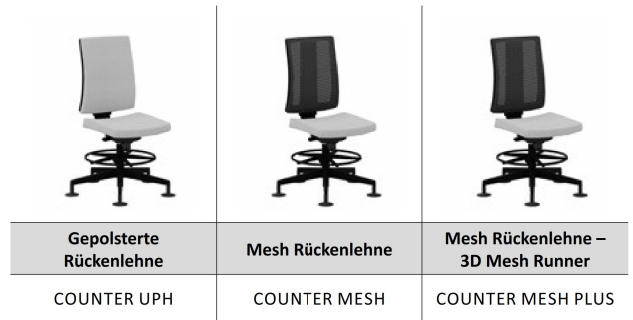 Gepolsterte
Rückenlehne
Mesh Rückenlehne
Mesh Rückenlehne –
3D Mesh Runner
COUNTER UPH
COUNTER MESH
COUNTER MESH PLUS